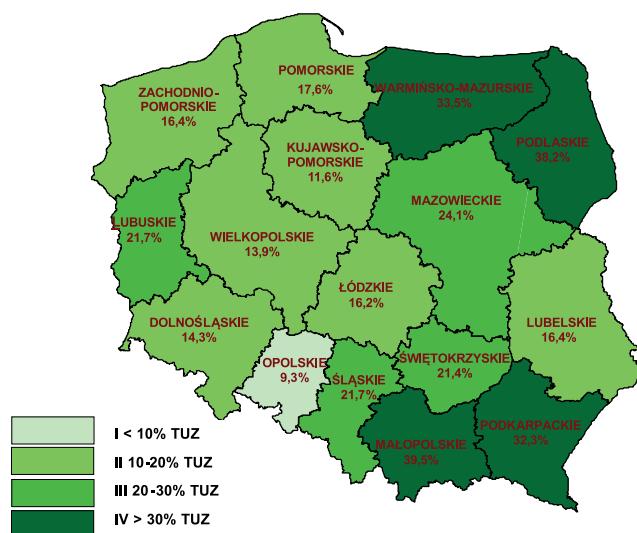 POMORSKIE
17,6%
WARMIŃSKO-MAZURSKIE
33,5%
ZACHODNIO-
POMORSKIE
16,4%
PODLASKIE
38,2%
KUJAWSKO-
POMORSKIE
11,6%
MAZOWIECKIE
24,1%
LUBUSKIE
21,7%
WIELKOPOLSKIE
13,9%
ŁÓDZKIE
16,2%
DOLNOŚLĄSKIE
14,3%
LUBELSKIE
16,4%
OPOLSKIE
9,3%
ŚLĄSKIE
21,7%
ŚWIĘTOKRZYSKIE
21,4%
MAŁOPOLSKIE
39,5%
PODKARPACKIE
32,3%
I < 10% TUZ
II 10-20% TUZ
III 20-30% TUZ
IV > 30% TUZ